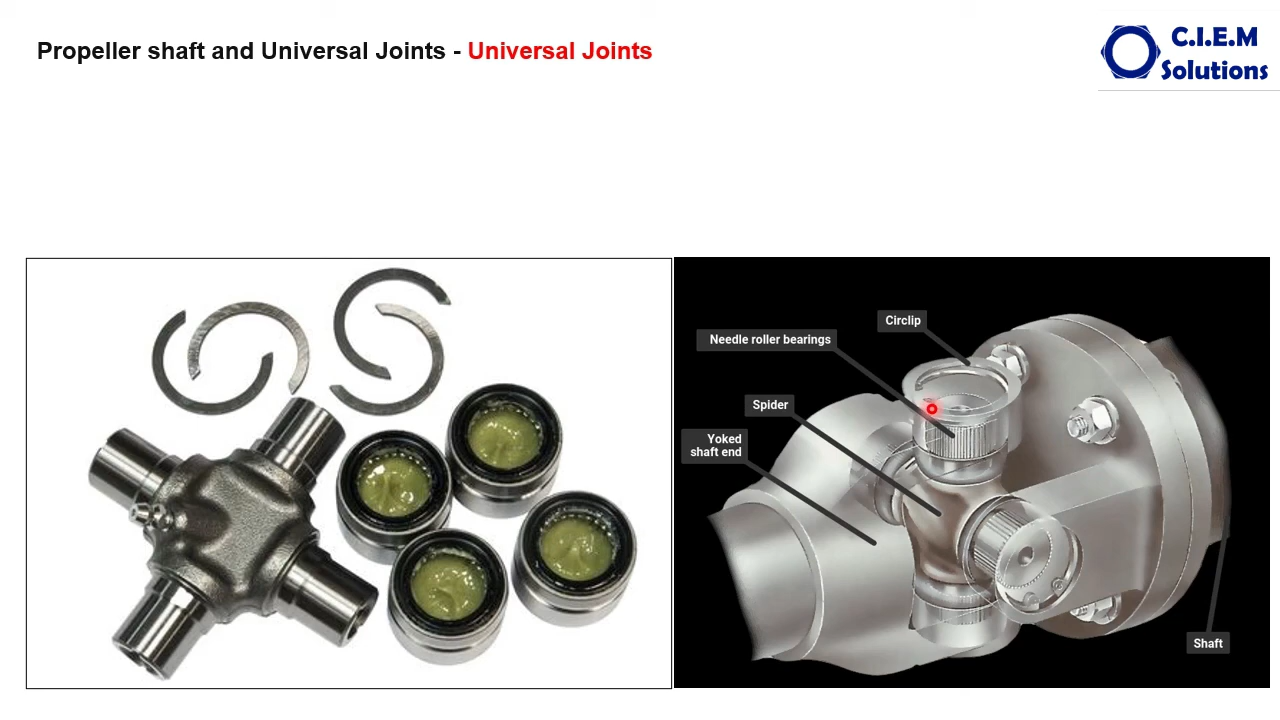 Propeller shaft and Universal Joints - Universal Joints
C.I.E.M
Solutions
Circlip
Needle roller bearings
Spider
Yoked
shaft end
Shaft